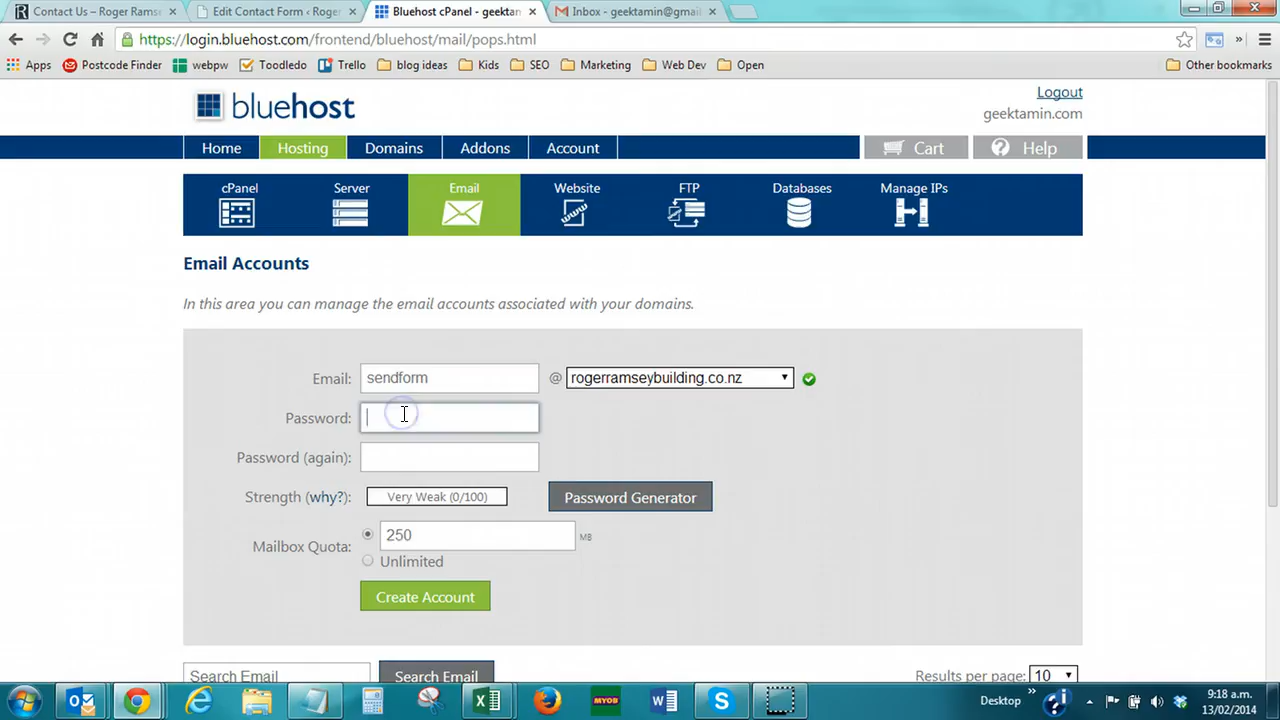 Contact Us – Roger Ramse
Edit Contact Form ‹ Roger
Bluehost cPanel - geektan
Inbox - geektamin@gmail
https://login.bluehost.com/frontend/bluehost/mail/pops.html
Apps Postcode Finder webpw Toodledo Trello blog ideas Kids SEO Marketing Web Dev Open Other bookmarks
bluehost
Logout
geektamin.com
Home Hosting Domains Addons Account Cart Help
cPanel Server Email Website FTP Databases Manage IPs
Email Accounts
In this area you can manage the email accounts associated with your domains.
Email: sendform @ rogerramseybuilding.co.nz
Password:
Password (again):
Strength (why?): Very Weak (0/100) Password Generator
Mailbox Quota: 250 MB
Unlimited
Create Account
Search Email Search Email Results per page: 10
Desktop 9:18 a.m.
13/02/2014
MYOB